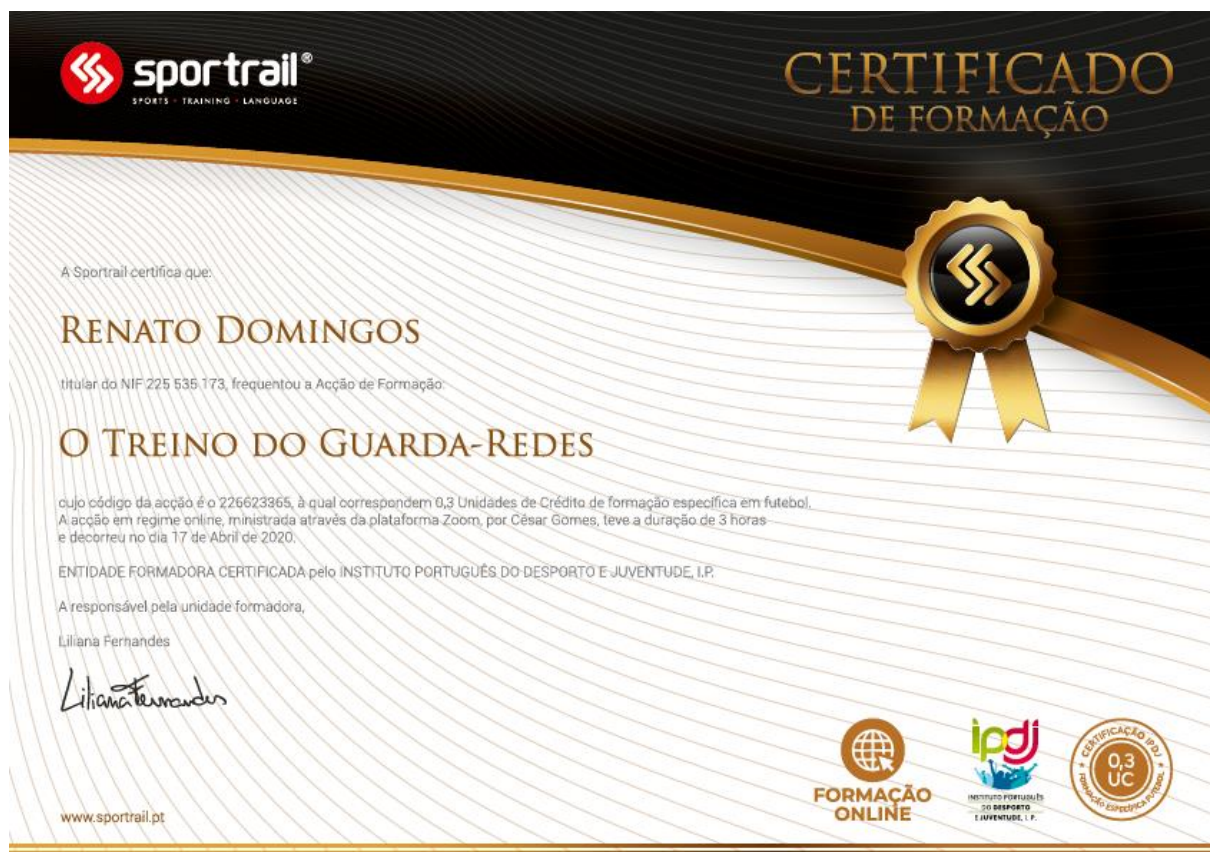 sportrail®
SPORTS - TRAINING - LANGUAGE
CERTIFICADO
DE FORMAÇÃO
A Sportrail certifica que:
RENATO DOMINGOS
titular do NIF 225 535 173, frequentou a Acção de Formação:
O TREINO DO GUARDA-REDES
cujo código da acção é o 226623365, à qual correspondem 0,3 Unidades de Crédito de formação específica em futebol.
A acção em regime online, ministrada através da plataforma Zoom, por César Gomes, teve a duração de 3 horas
e decorreu no dia 17 de Abril de 2020.
ENTIDADE FORMADORA CERTIFICADA pelo INSTITUTO PORTUGUÊS DO DESPORTO E JUVENTUDE, I.P.
A responsável pela unidade formadora,
Liliana Fernandes
Liliana Fernandes
www.sportrail.pt
FORMAÇÃO
ONLINE
ipdj
INSTITUTO PORTUGUÊS
DO DESPORTO
E JUVENTUDE, I. P.
CERTIFICAÇÃO IPDJ
0,3
UC
FORMAÇÃO ESPECÍFICA FUTEBOL